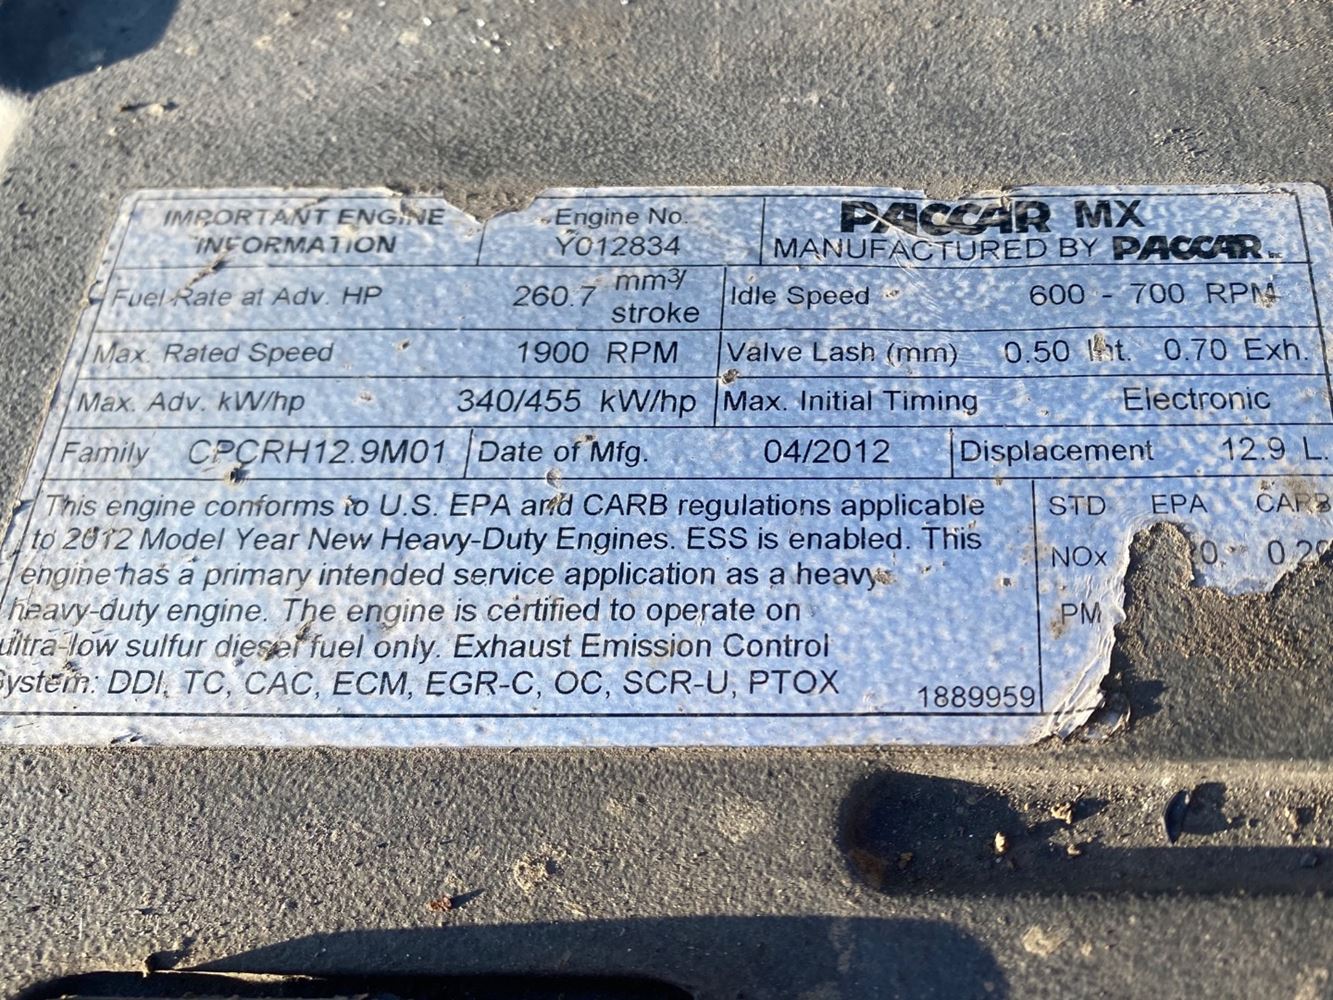 IMPORTANT ENGINE INFORMATION
Engine No. Y012834
PACCAR MX
MANUFACTURED BY PACCAR INC
Fuel Rate at Adv. HP 260.7 mm3/stroke
Idle Speed 600 - 700 RPM
Max. Rated Speed 1900 RPM
Valve Lash (mm) 0.50 Int. 0.70 Exh.
Max. Adv. kW/hp 340/455 kW/hp
Max. Initial Timing Electronic
Family CPCRH12.9M01
Date of Mfg. 04/2012
Displacement 12.9 L.
This engine conforms to U.S. EPA and CARB regulations applicable
to 2012 Model Year New Heavy-Duty Engines. ESS is enabled. This
engine has a primary intended service application as a heavy
heavy-duty engine. The engine is certified to operate on
ultra-low sulfur diesel fuel only. Exhaust Emission Control
System: DDI, TC, CAC, ECM, EGR-C, OC, SCR-U, PTOX
1889959
STD EPA CARB
NOx
PM